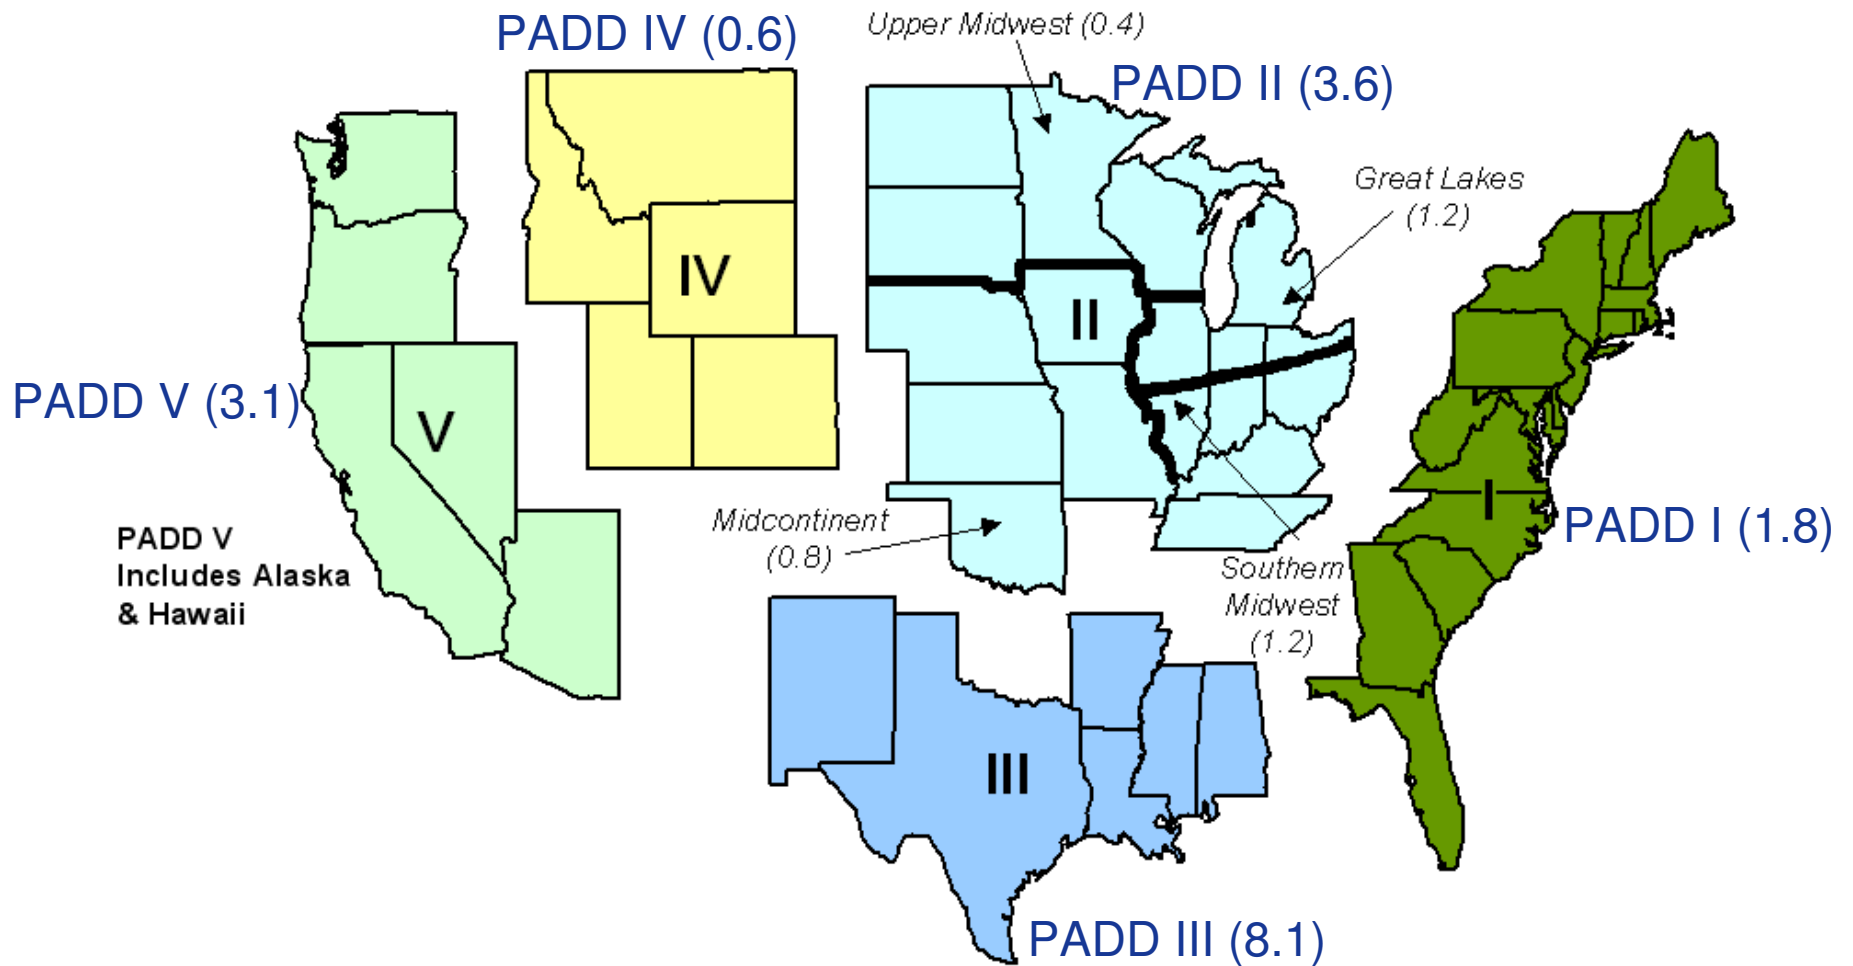 PADD IV (0.6)
Upper Midwest (0.4)
PADD II (3.6)
Great Lakes
(1.2)
IV
II
PADD V (3.1)
V
I
PADD I (1.8)
Midcontinent
(0.8)
PADD V
Includes Alaska
& Hawaii
Southern
Midwest
(1.2)
III
PADD III (8.1)